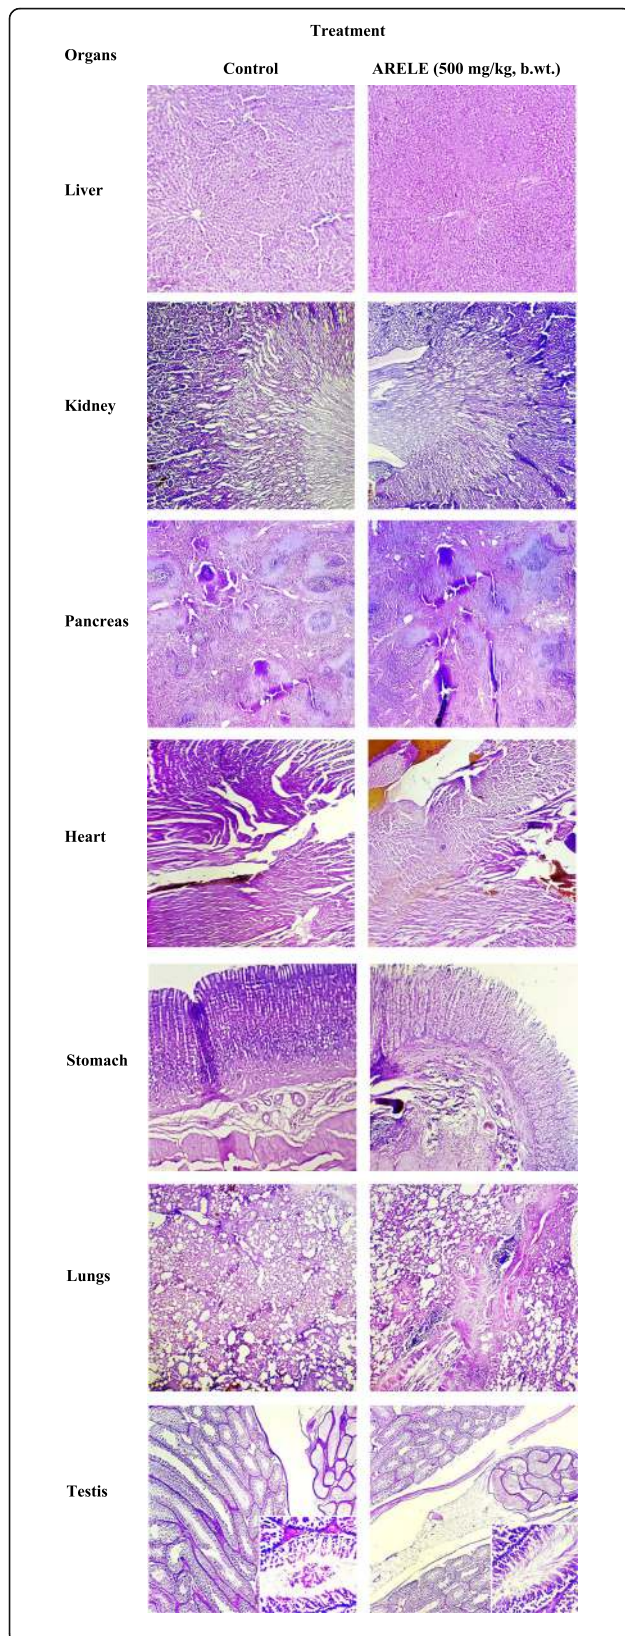 Treatment
Organs
Control ARELE (500 mg/kg, b.wt.)
Liver
Kidney
Pancreas
Heart
Stomach
Lungs
Testis